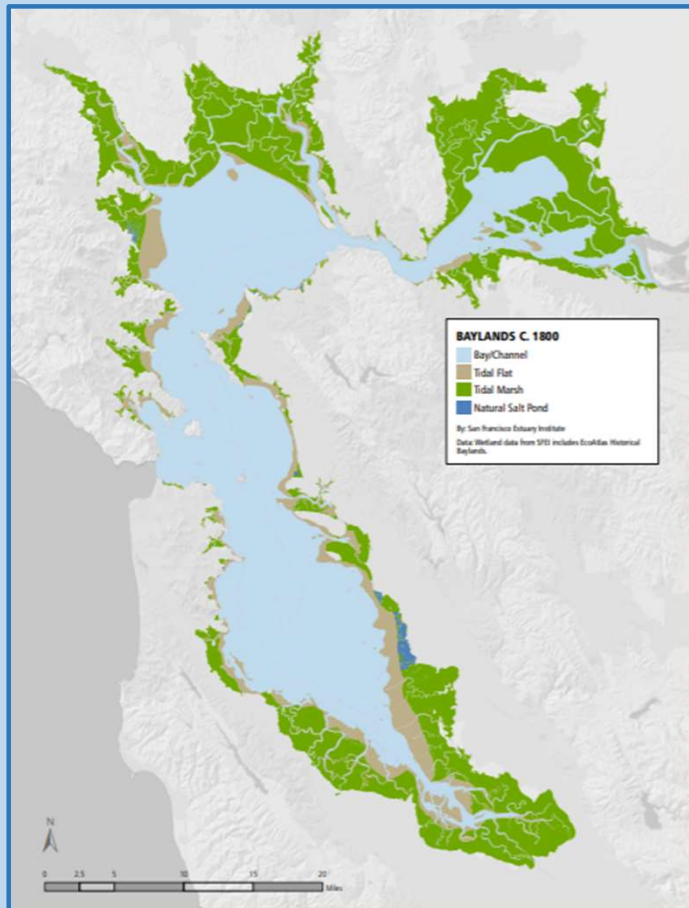 BAYLANDS C. 1800
Bay/Channel
Tidal Flat
Tidal Marsh
Natural Salt Pond
By: San Francisco Estuary Institute
Data: Wetland data from SFEI includes EcoAtlas Historical
Baylands.
N
0 2.5 5 10 15 20
Miles